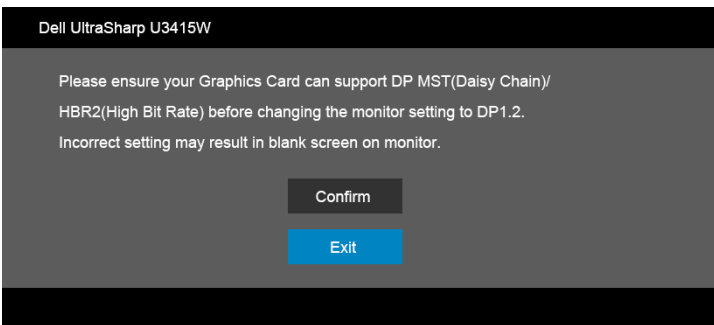 Dell UltraSharp U3415W
Please ensure your Graphics Card can support DP MST(Daisy Chain)/
HBR2(High Bit Rate) before changing the monitor setting to DP1.2.
Incorrect setting may result in blank screen on monitor.
Confirm
Exit